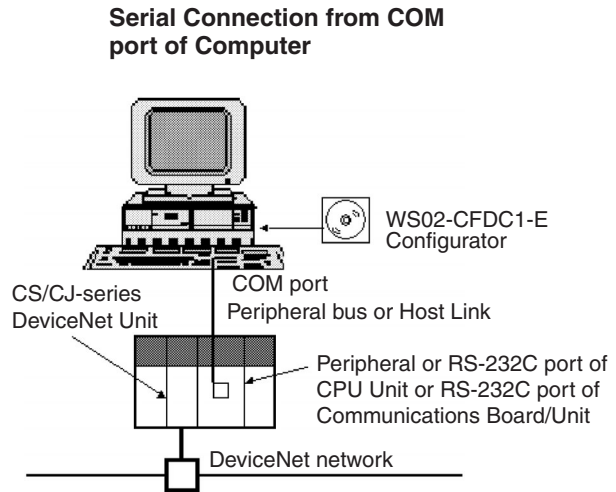 Serial Connection from COM
port of Computer
WS02-CFDC1-E
Configurator
COM port
Peripheral bus or Host Link
CS/CJ-series
DeviceNet Unit
Peripheral or RS-232C port of
CPU Unit or RS-232C port of
Communications Board/Unit
DeviceNet network